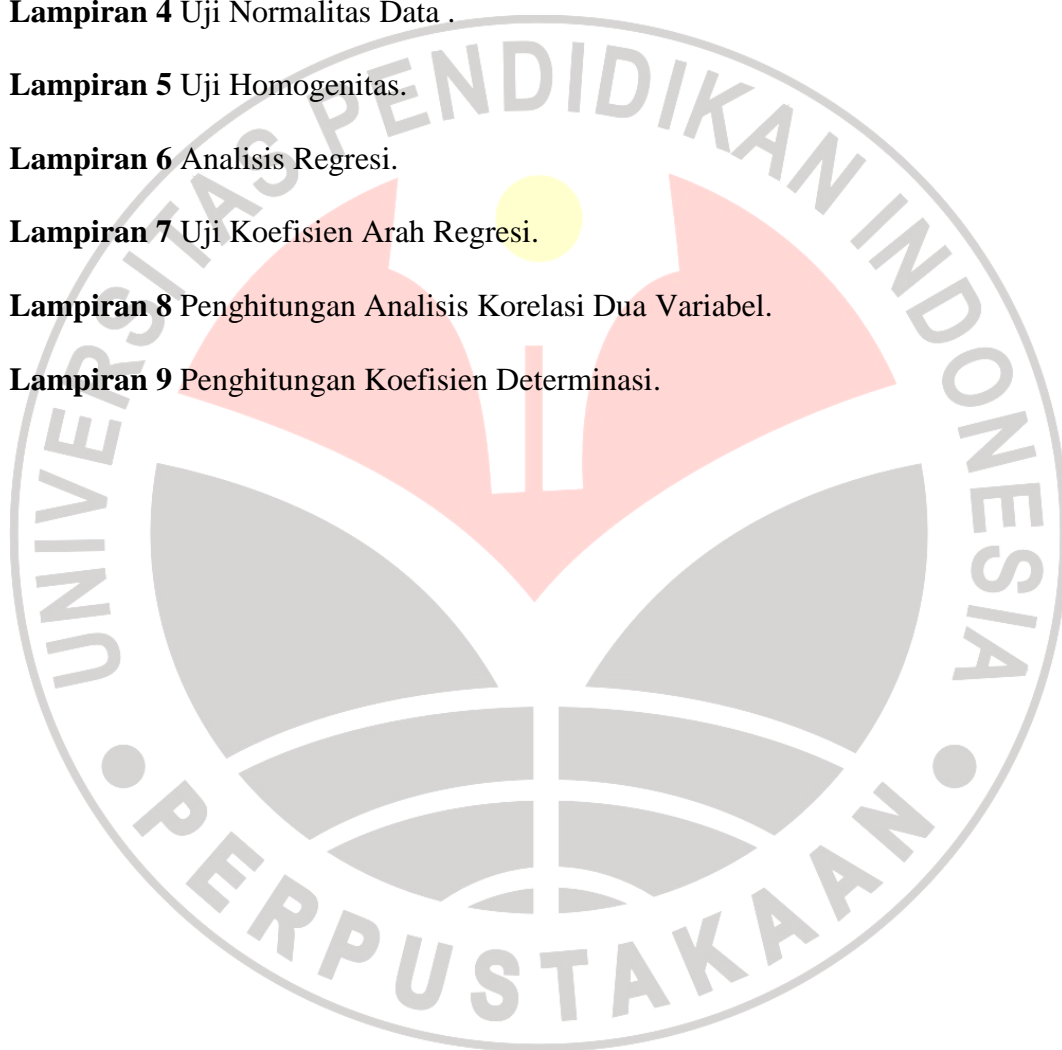 Lampiran 4 Uji Normalitas Data .
Lampiran 5 Uji Homogenitas.
Lampiran 6 Analisis Regresi.
Lampiran 7 Uji Koefisien Arah Regresi.
Lampiran 8 Penghitungan Analisis Korelasi Dua Variabel.
Lampiran 9 Penghitungan Koefisien Determinasi.
UNIVERSITAS PENDIDIKAN INDONESIA
PERPUSTAKAAN